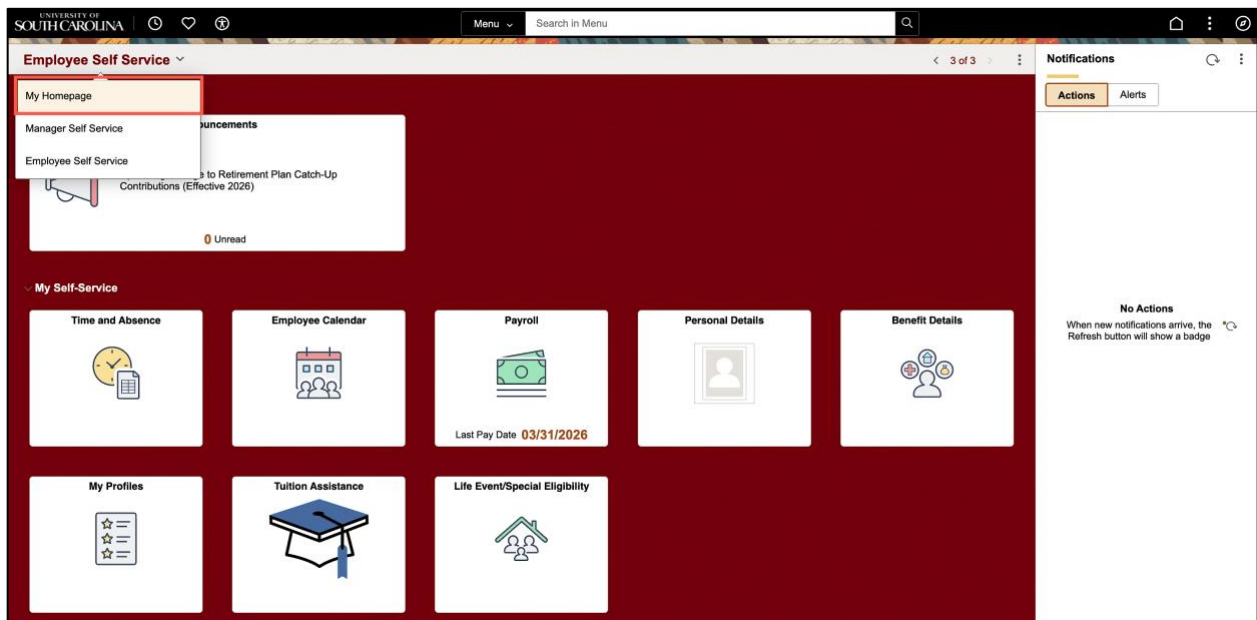 UNIVERSITY OF
SOUTH CAROLINA
Menu
Search in Menu
Employee Self Service
3 of 3
Notifications
My Homepage
Manager Self Service
Employee Self Service
Actions
Alerts
to Retirement Plan Catch-Up
Contributions (Effective 2026)
0 Unread
My Self-Service
Time and Absence
Employee Calendar
Payroll
Last Pay Date 03/31/2026
Personal Details
Benefit Details
My Profiles
Tuition Assistance
Life Event/Special Eligibility
No Actions
When new notifications arrive, the
Refresh button will show a badge